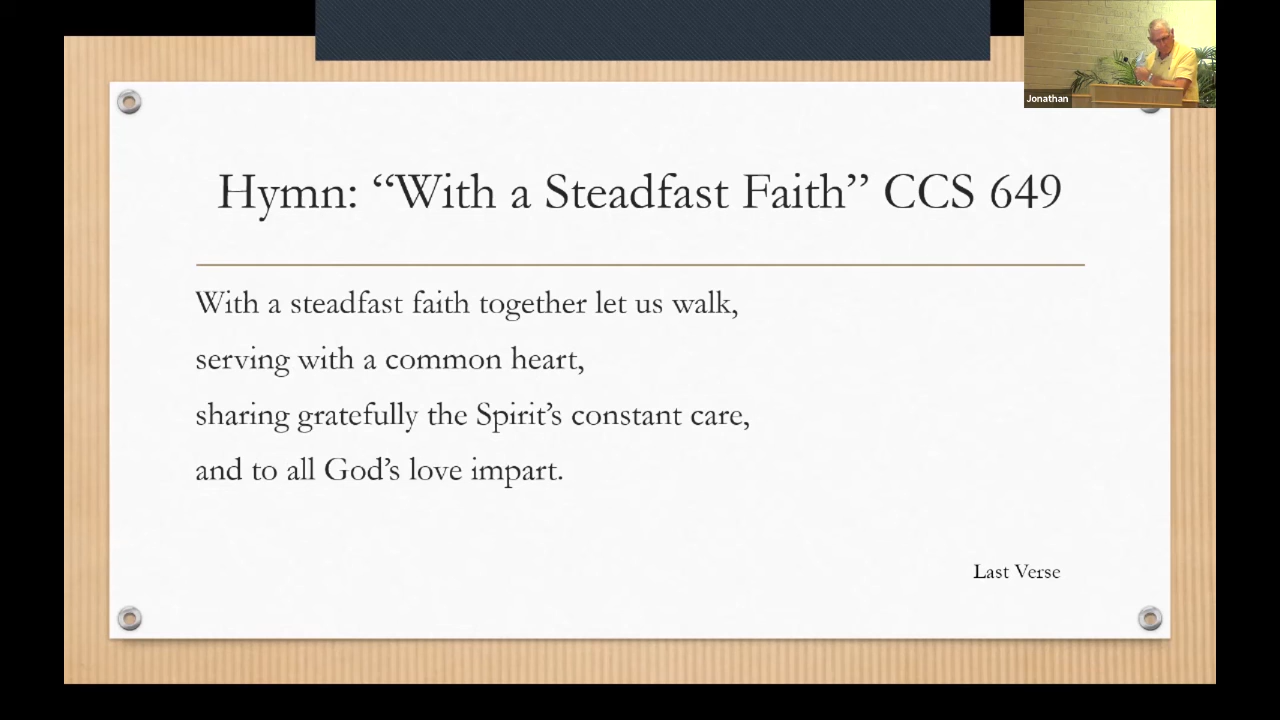 Jonathan
Hymn: “With a Steadfast Faith” CCS 649
With a steadfast faith together let us walk,
serving with a common heart,
sharing gratefully the Spirit’s constant care,
and to all God’s love impart.
Last Verse